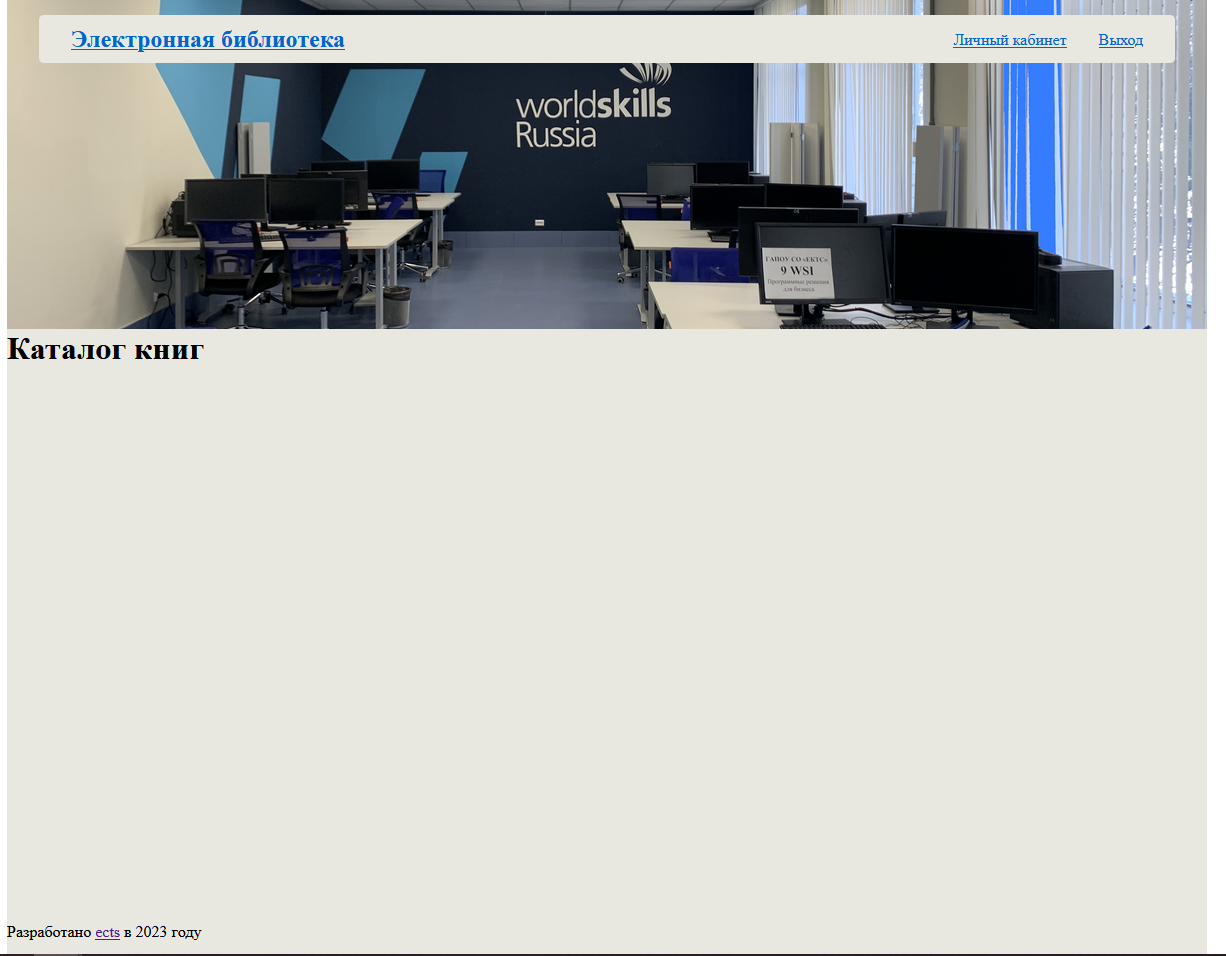 Электронная библиотека
Личный кабинет
Выход
worldskills
Russia
ГАПОУ СО «ЕКТС»
9 WSI
Программные решения
для бизнеса
Каталог книг
Разработано ects в 2023 году